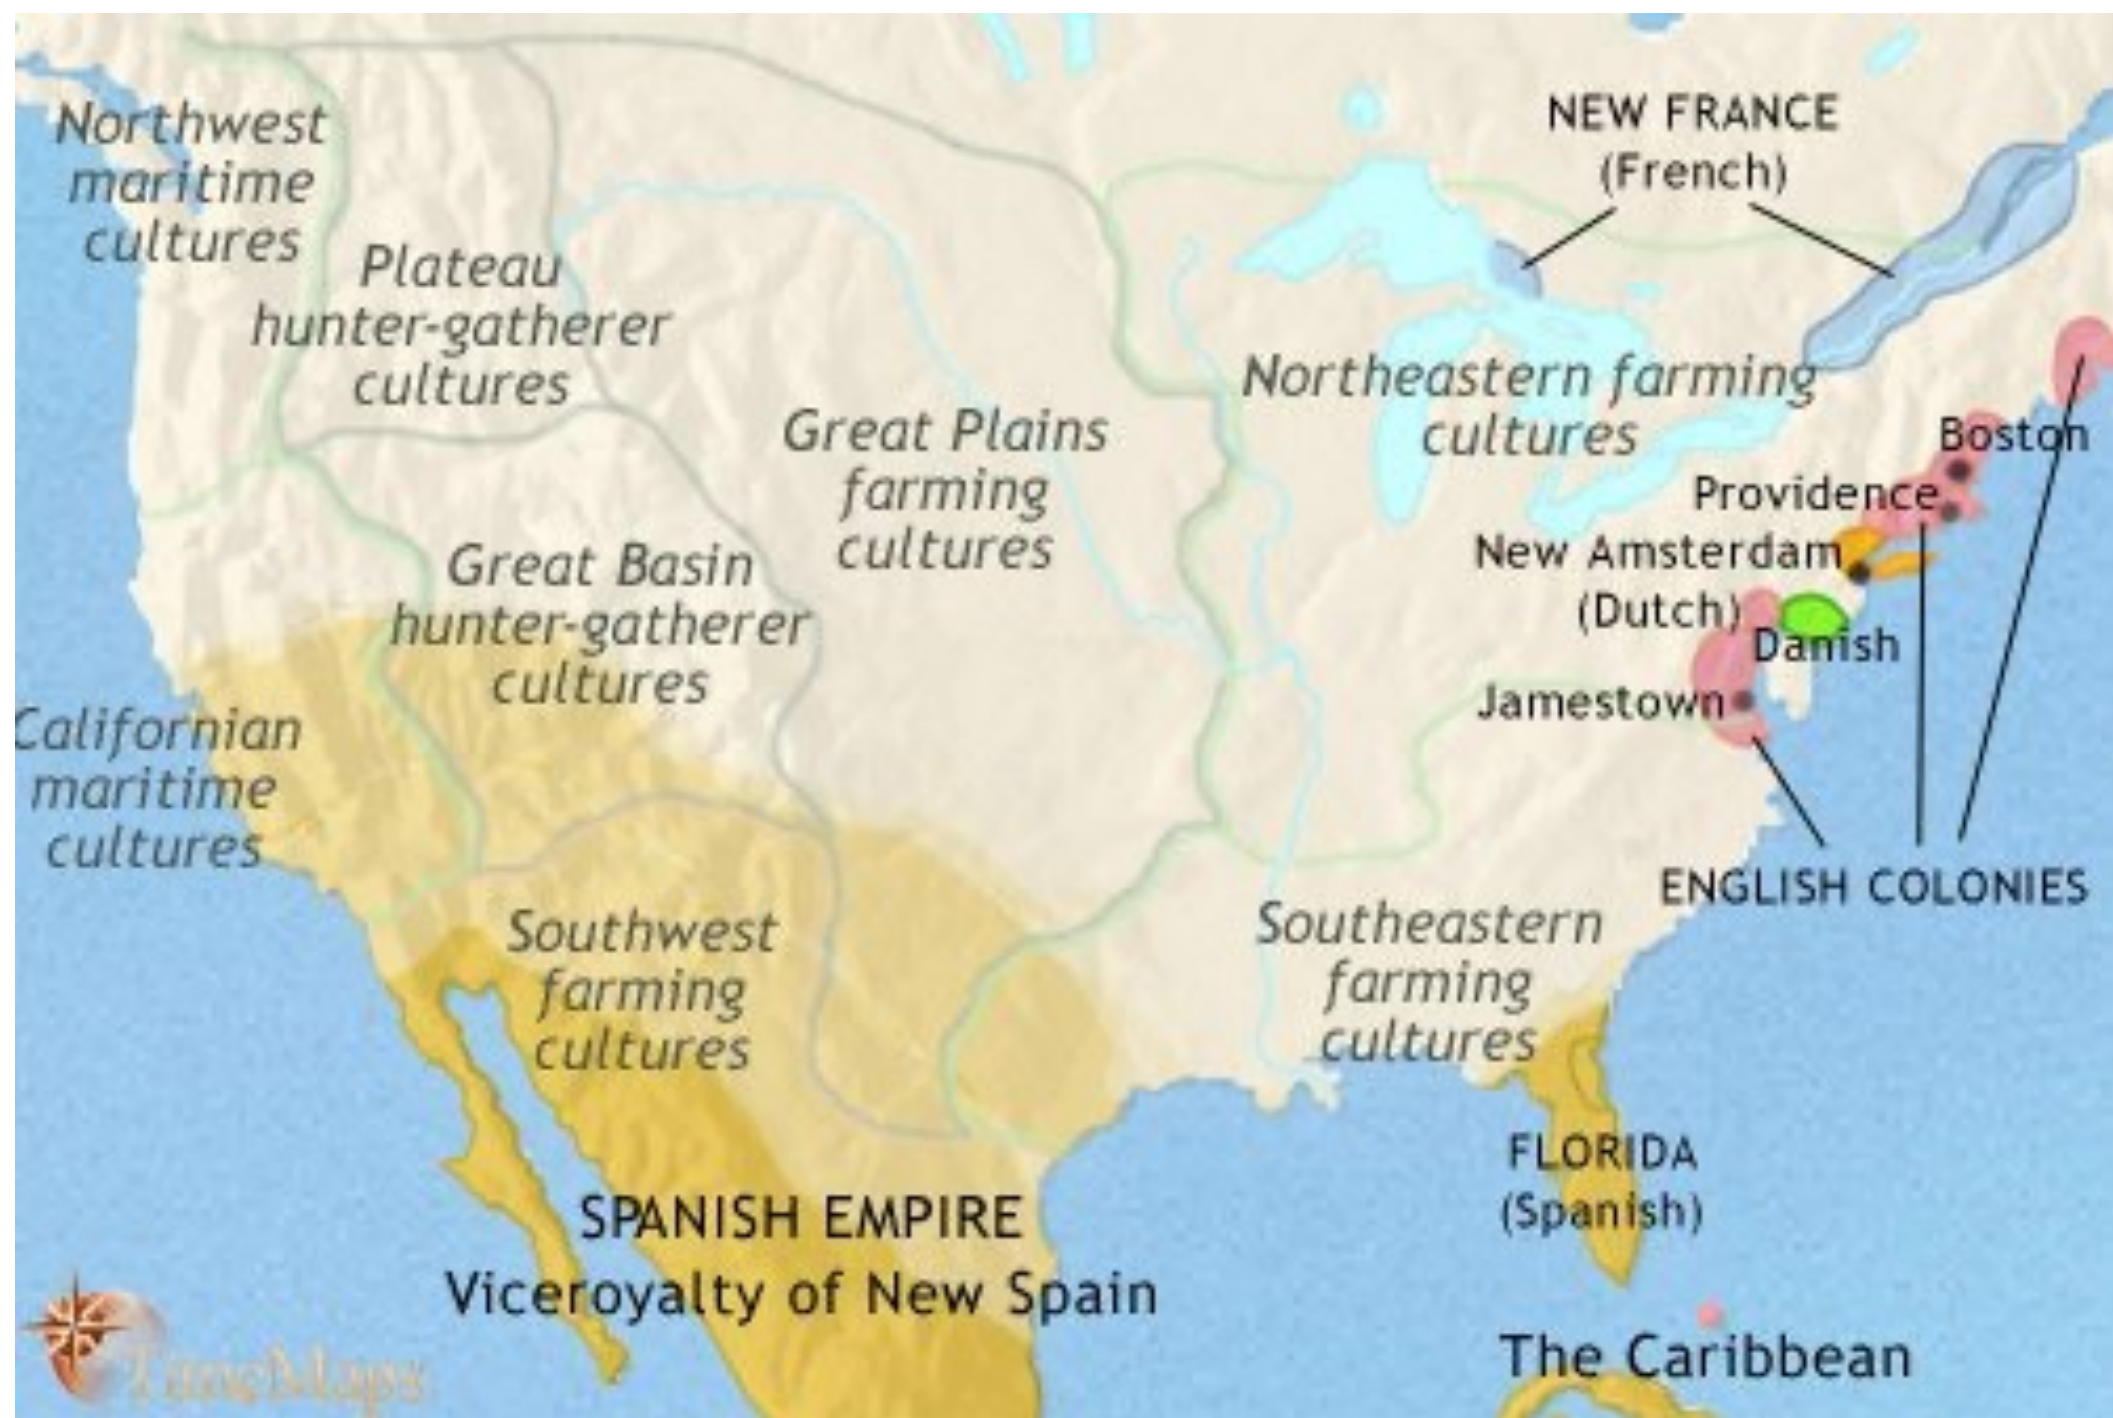 NEW FRANCE
(French)
Northwest
maritime
cultures
Plateau
hunter-gatherer
cultures
Northeastern farming
cultures
Great Plains
farming
cultures
Boston
Providence
New Amsterdam
(Dutch)
Danish
Jamestown
Great Basin
hunter-gatherer
cultures
Californian
maritime
cultures
ENGLISH COLONIES
Southwest
farming
cultures
Southeastern
farming
cultures
FLORIDA
(Spanish)
SPANISH EMPIRE
Viceroyalty of New Spain
The Caribbean
TimeMaps